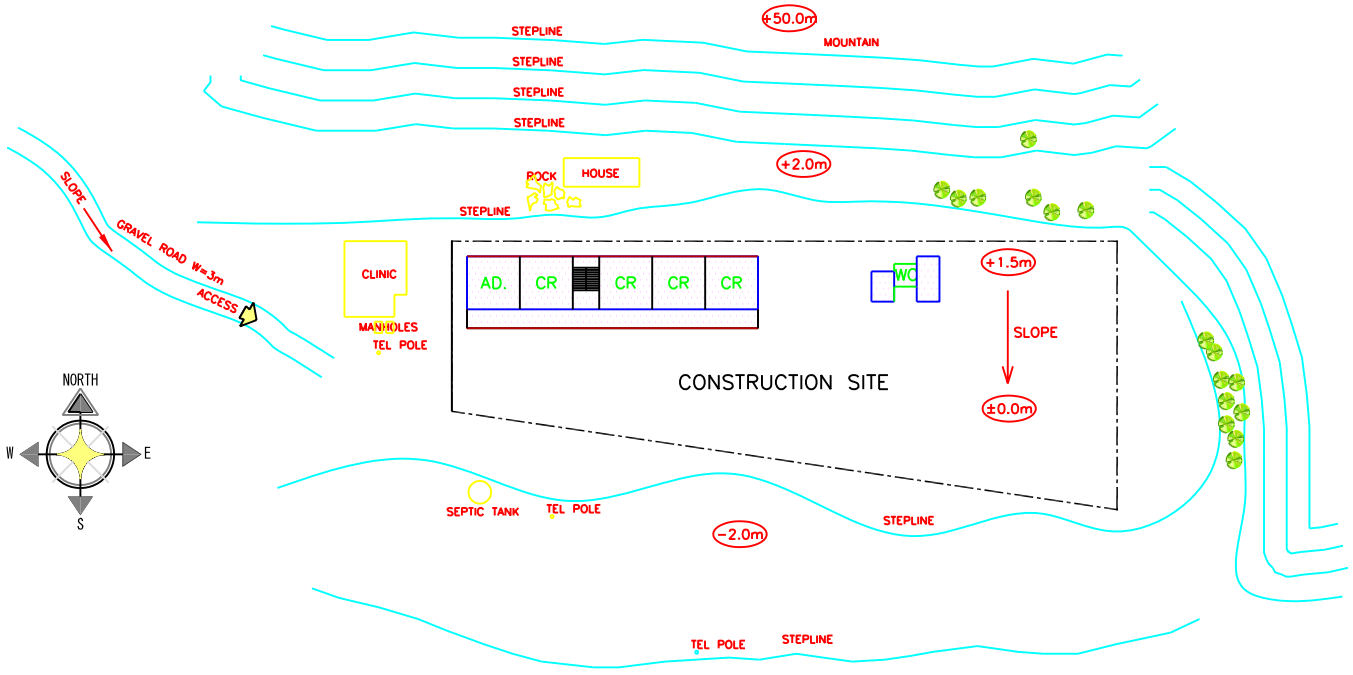 +50.0m
STEPLINE
MOUNTAIN
STEPLINE
STEPLINE
STEPLINE
+2.0m
ROCK
HOUSE
STEPLINE
SLOPE
GRAVEL ROAD W=3m
ACCESS
CLINIC
MANHOLES
TEL POLE
AD.
CR
CR
CR
CR
WC
+1.5m
SLOPE
CONSTRUCTION SITE
±0.0m
NORTH
W
E
S
SEPTIC TANK
TEL POLE
STEPLINE
-2.0m
TEL POLE
STEPLINE